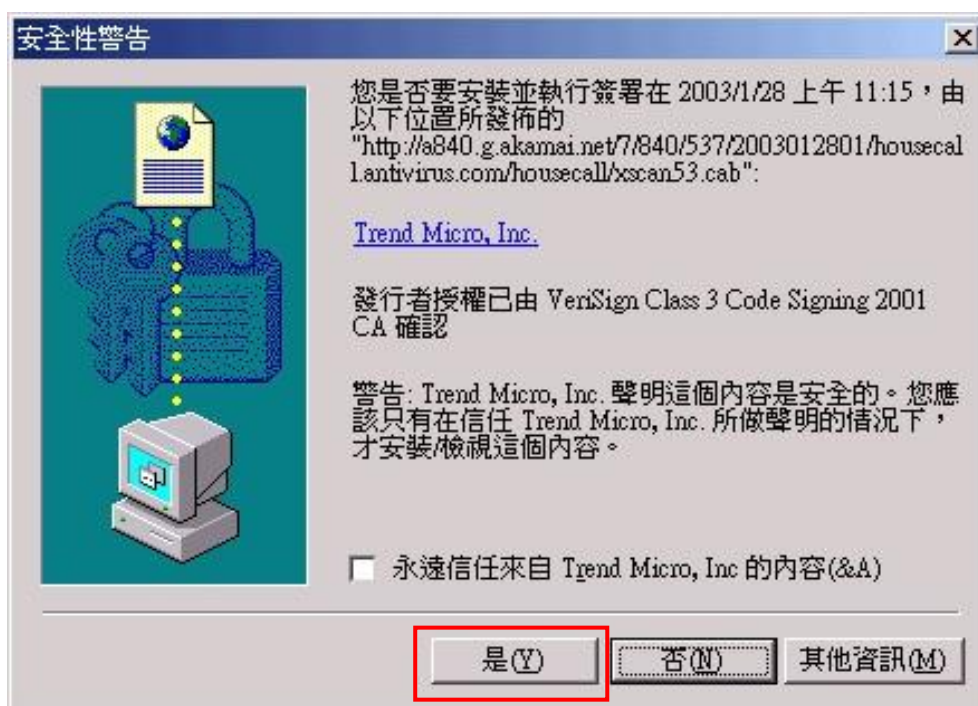 安全性警告
您是否要安裝並執行簽署在 2003/1/28 上午 11:15，由
以下位置所發佈的
"http://a840.g.akamai.net/7/840/537/2003012801/housecal
l.antivirus.com/housecall/xscan53.cab":
Trend Micro, Inc.
發行者授權已由 VeriSign Class 3 Code Signing 2001
CA 確認
警告: Trend Micro, Inc. 聲明這個內容是安全的。您應
該只有在信任 Trend Micro, Inc. 所做聲明的情況下，
才安裝/檢視這個內容。
永遠信任來自 Trend Micro, Inc 的內容(&A)
是(Y) 否(N) 其他資訊(M)